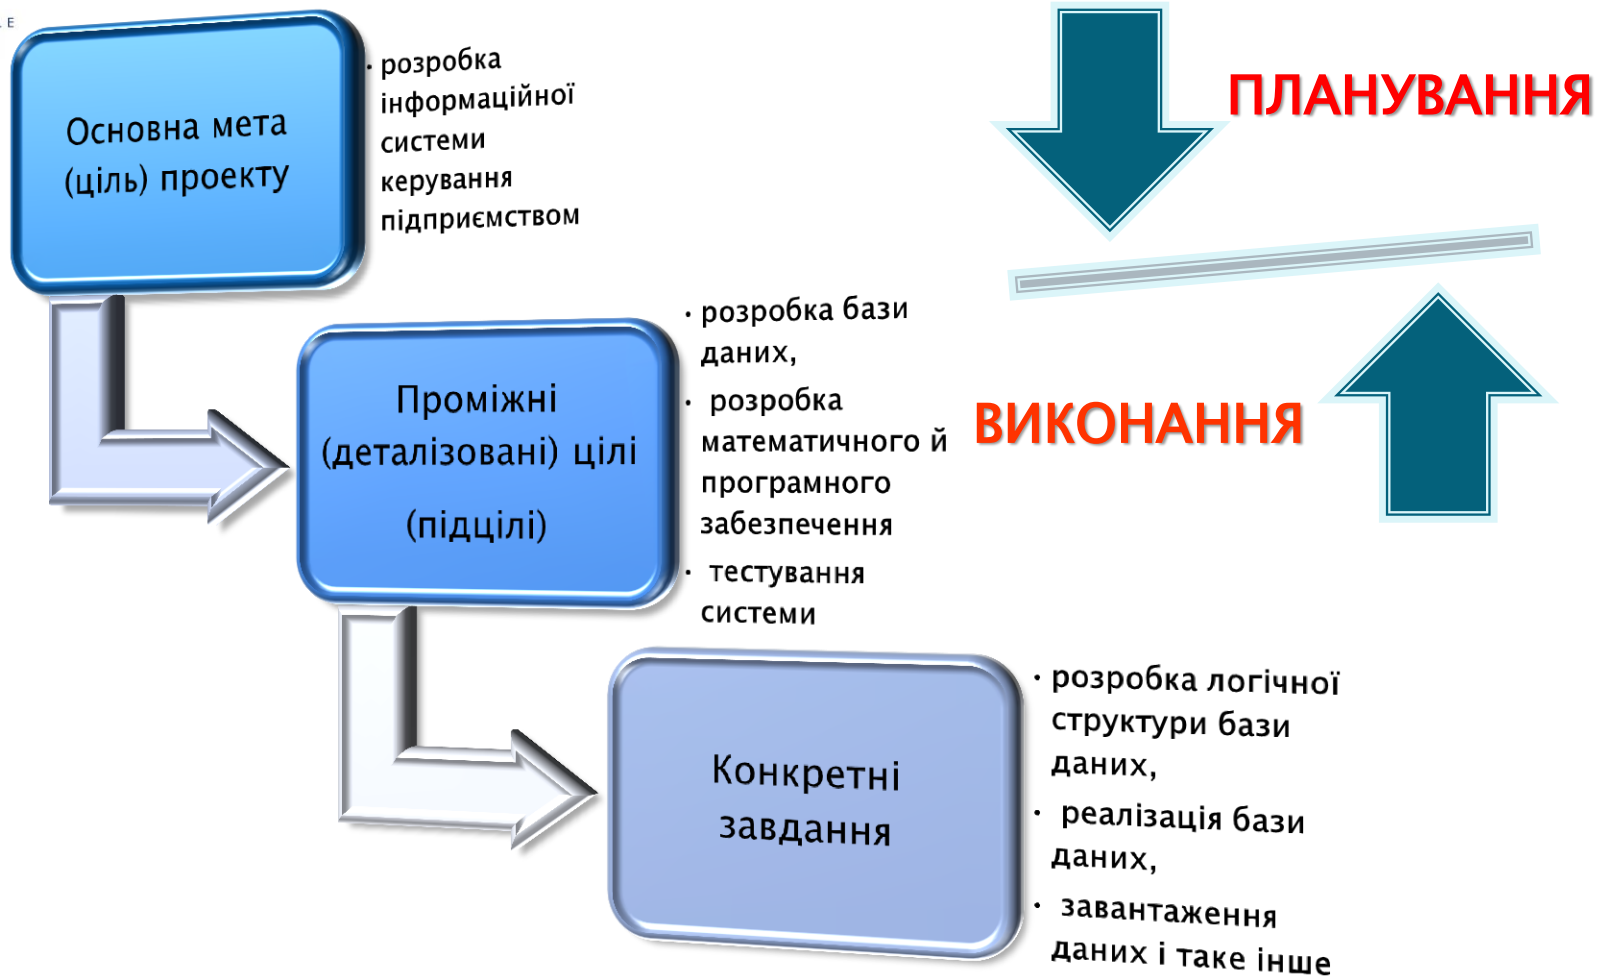 Основна мета
(ціль) проекту
· розробка
інформаційної
системи
керування
підприємством
ПЛАНУВАННЯ
Проміжні
(деталізовані) цілі
(підцілі)
· розробка бази
даних,
· розробка
математичного й
програмного
забезпечення
· тестування
системи
ВИКОНАННЯ
Конкретні
завдання
· розробка логічної
структури бази
даних,
· реалізація бази
даних,
· завантаження
даних і таке інше